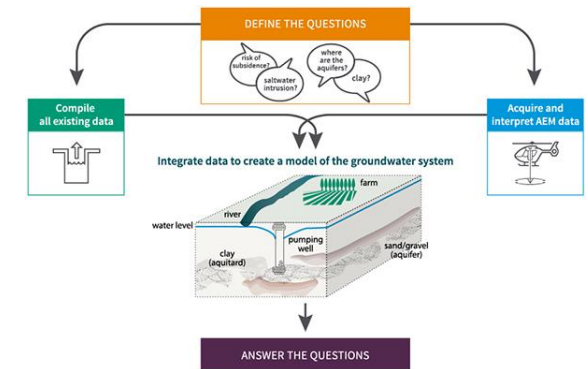 DEFINE THE QUESTIONS
risk of
subsidence?
saltwater
intrusion?
where
are the
aquifers?
clay?
Compile
all existing data
Acquire and
interpret AEM data
Integrate data to create a model of the groundwater system
farm
river
water level
pumping
well
clay
(aquitard)
sand/gravel
(aquifer)
ANSWER THE QUESTIONS